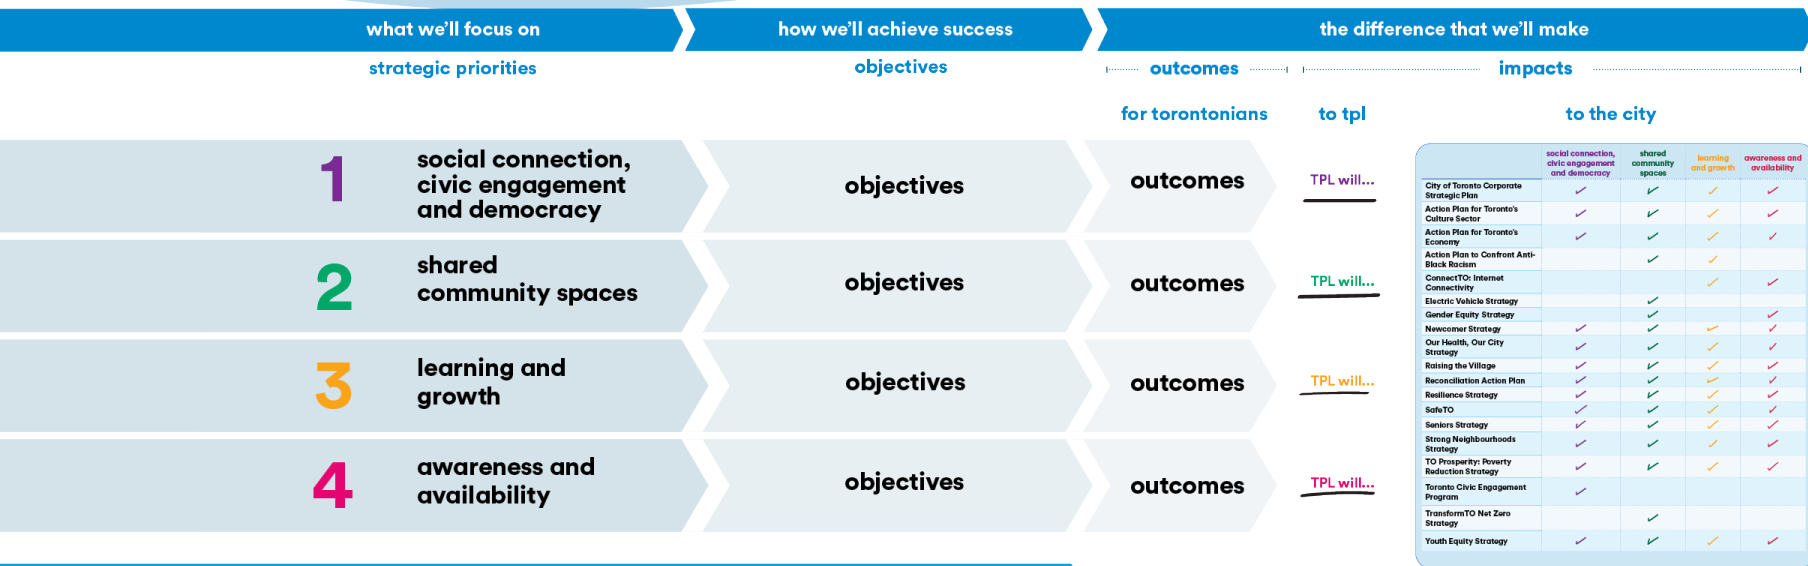 what we'll focus on
how we'll achieve success
the difference that we'll make
strategic priorities
objectives
outcomes
impacts
for torontonians
to tpl
to the city
1
social connection,
civic engagement
and democracy
objectives
outcomes
TPL will...
2
shared
community spaces
objectives
outcomes
TPL will...
3
learning and
growth
objectives
outcomes
TPL will...
4
awareness and
availability
objectives
outcomes
TPL will...
social connection,
civic engagement
and democracy
shared
community
spaces
learning
and growth
awareness and
availability
City of Toronto Corporate
Strategic Plan
✓ ✓ ✓ ✓
Action Plan for Toronto's
Culture Sector
✓ ✓ ✓ ✓
Action Plan for Toronto's
Economy
✓ ✓ ✓ ✓
Action Plan to Confront Anti-
Black Racism
✓ ✓
ConnectTO: Internet
Connectivity
✓ ✓
Electric Vehicle Strategy
✓
Gender Equity Strategy
✓ ✓
Newcomer Strategy
✓ ✓ ✓ ✓
Our Health, Our City
Strategy
✓ ✓ ✓ ✓
Raising the Village
✓ ✓ ✓ ✓
Reconciliation Action Plan
✓ ✓ ✓ ✓
Resilience Strategy
✓ ✓ ✓ ✓
SafeTO
✓ ✓ ✓ ✓
Seniors Strategy
✓ ✓ ✓ ✓
Strong Neighbourhoods
Strategy
✓ ✓ ✓ ✓
TO Prosperity: Poverty
Reduction Strategy
✓ ✓ ✓ ✓
Toronto Civic Engagement
Program
✓
TransformTO Net Zero
Strategy
✓
Youth Equity Strategy
✓ ✓ ✓ ✓